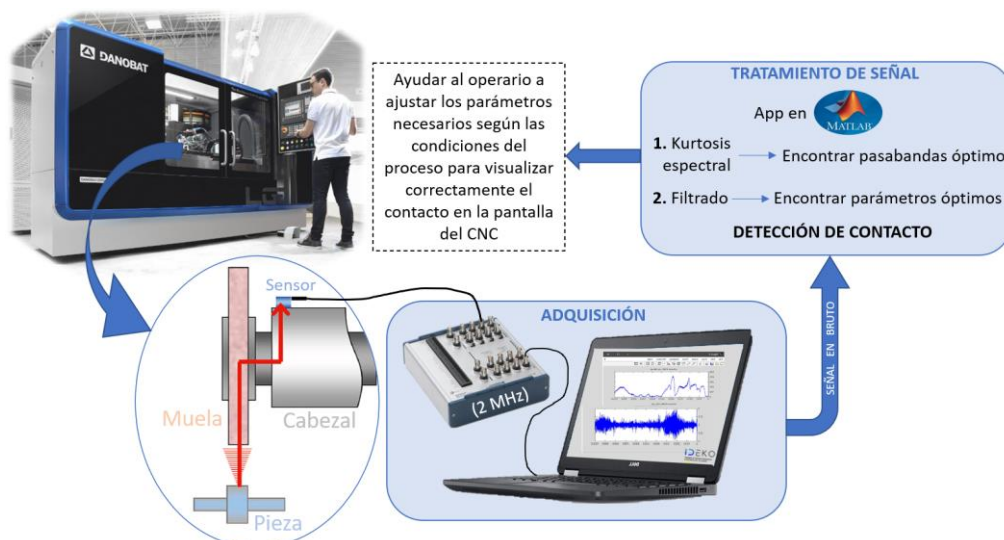 DANOBAT
Ayudar al operario a
ajustar los parámetros
necesarios según las
condiciones del
proceso para visualizar
correctamente el
contacto en la pantalla
del CNC
TRATAMIENTO DE SEÑAL
App en MATLAB
1. Kurtosis
espectral
Encontrar pasabandas óptimo
2. Filtrado
Encontrar parámetros óptimos
DETECCIÓN DE CONTACTO
Sensor
Muela
Cabezal
Pieza
ADQUISICIÓN
(2 MHz)
IDEKO
DELL
SEÑAL EN BRUTO